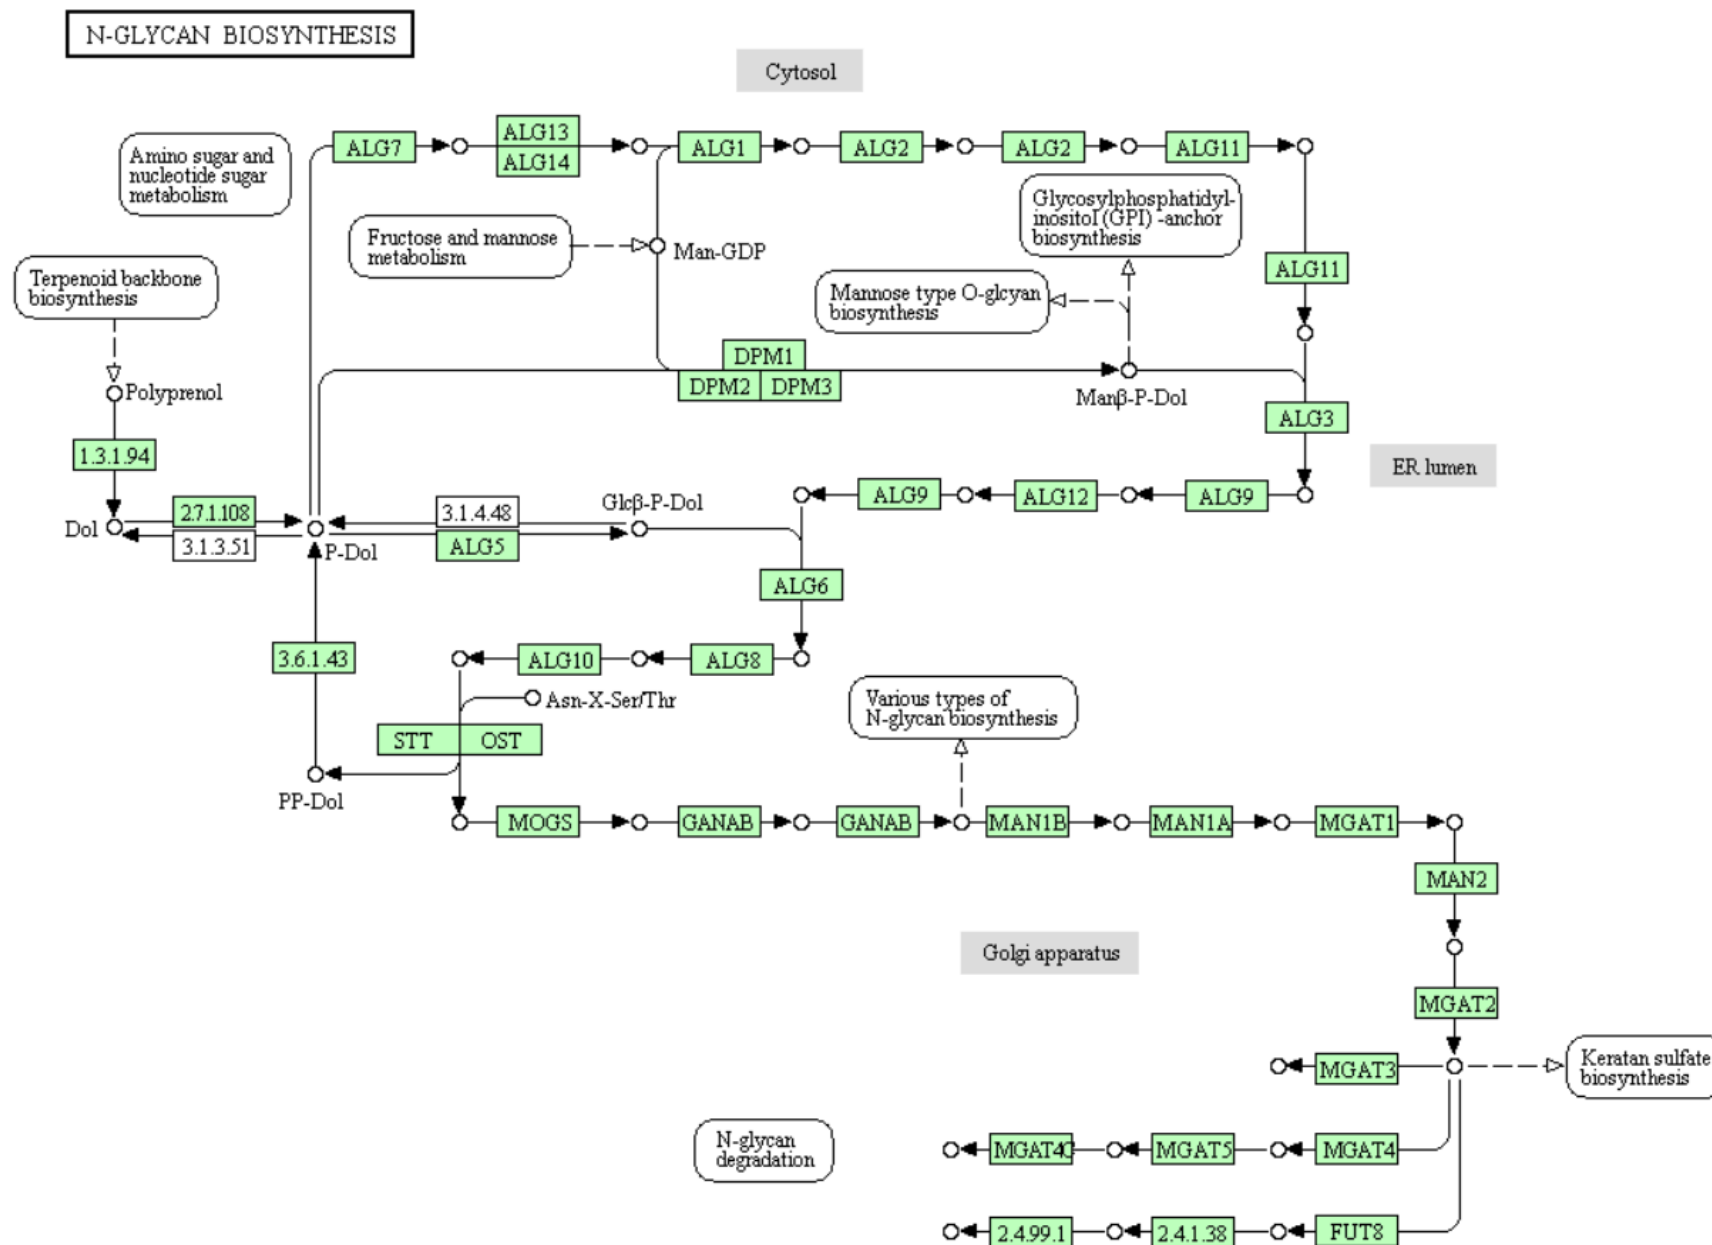 N-GLYCAN BIOSYNTHESIS
Cytosol
ALG7
ALG13
ALG14
ALG1
ALG2
ALG2
ALG11
Amino sugar and
nucleotide sugar
metabolism
Glycosylphosphatidyl-
inositol (GPI) -anchor
biosynthesis
Fructose and mannose
metabolism
Man-GDP
Terpenoid backbone
biosynthesis
ALG11
Mannose type O-glcyan
biosynthesis
DPM1
DPM2
DPM3
Polyprenol
Manβ-P-Dol
ALG3
1.3.1.94
ER lumen
ALG9
ALG12
ALG9
Glcβ-P-Dol
2.7.1.108
3.1.4.48
Dol
3.1.3.51
P-Dol
ALG5
ALG6
3.6.1.43
ALG10
ALG8
Asn-X-Ser/Thr
Various types of
N-glycan biosynthesis
STT
OST
PP-Dol
MOGS
GANAB
GANAB
MAN1B
MAN1A
MGAT1
MAN2
Golgi apparatus
MGAT2
MGAT3
Keratan sulfate
biosynthesis
N-glycan
degradation
MGAT4C
MGAT5
MGAT4
2.4.99.1
2.4.1.38
FUT8